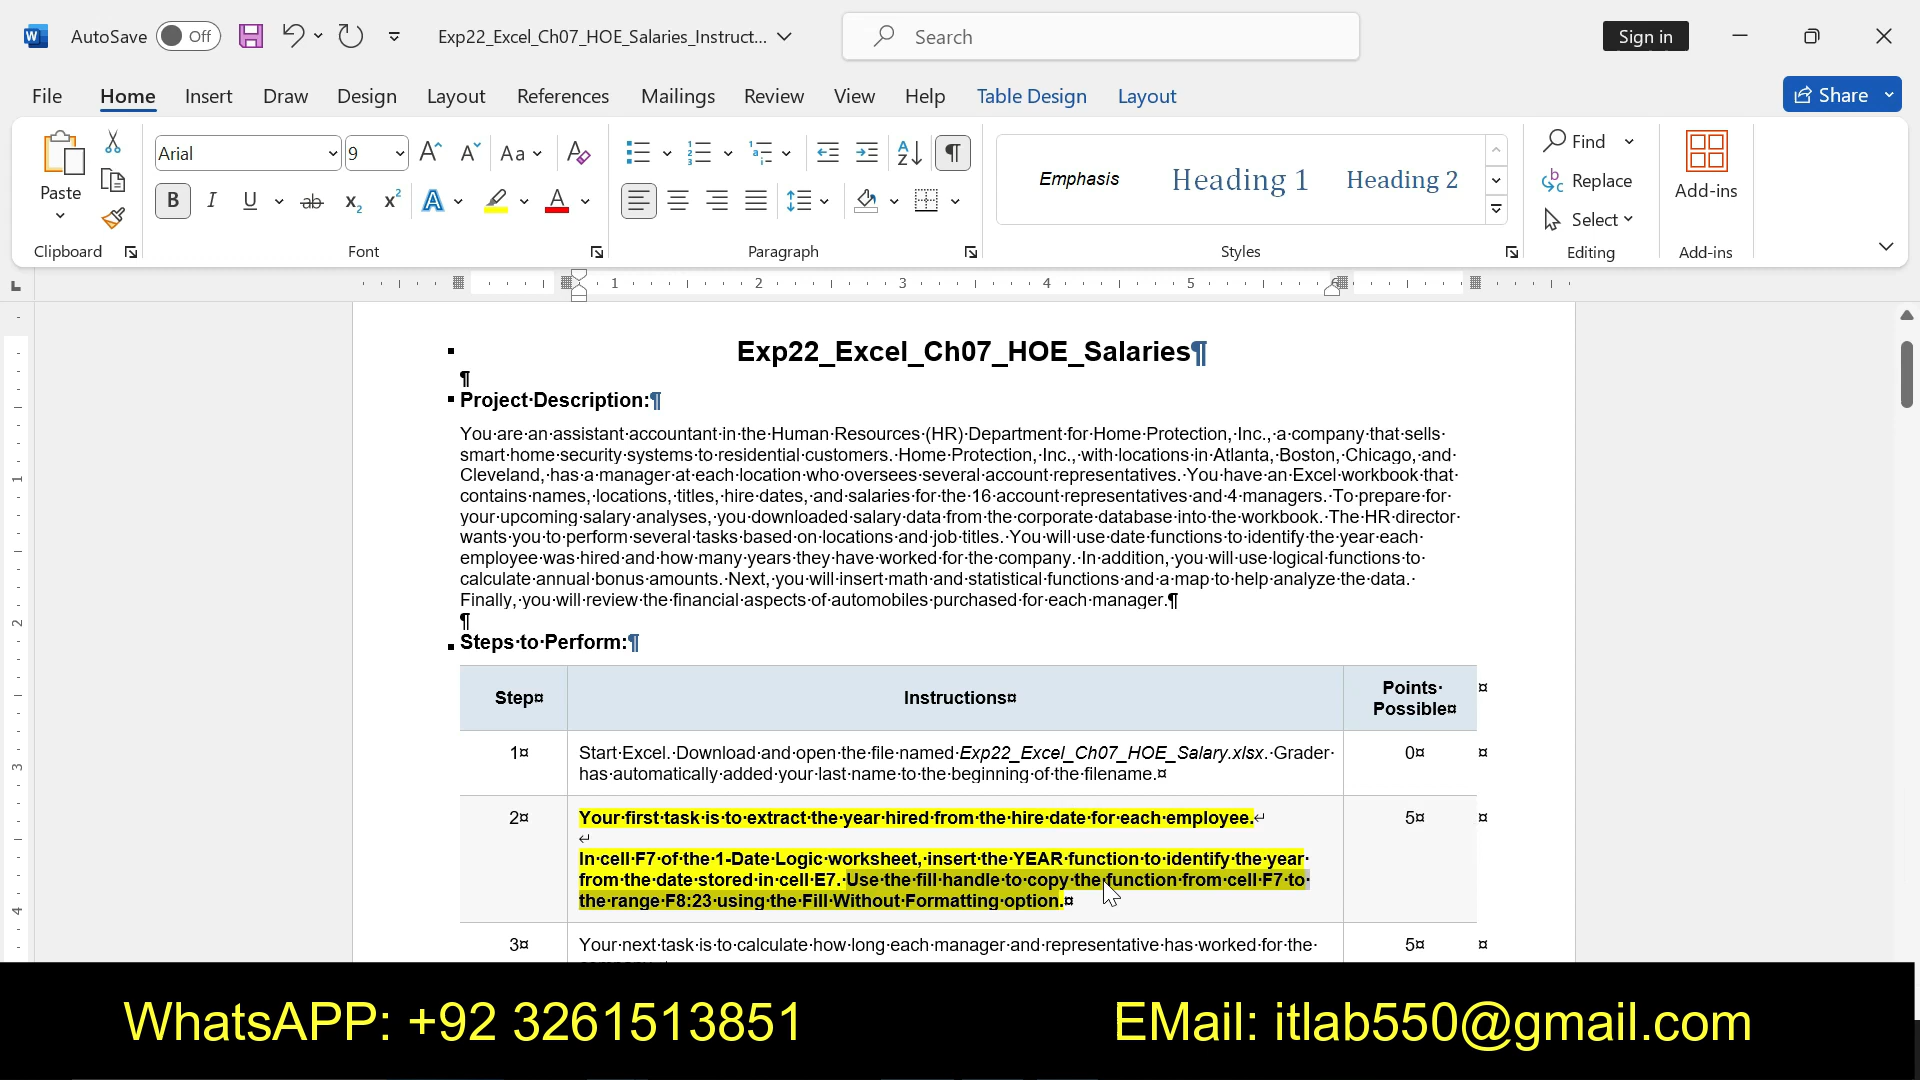 AutoSave Off Exp22_Excel_Ch07_HOE_Salaries_Instruct... Search Sign in
File Home Insert Draw Design Layout References Mailings Review View Help Table Design Layout Share
Paste
Clipboard
Arial 9
Aa
B I U ab x₂ x² A A
Font
Paragraph
Emphasis Heading 1 Heading 2
Styles
Find
Replace
Select
Editing
Add-ins
Add-ins
1 2 3 4 5
Exp22_Excel_Ch07_HOE_Salaries¶
¶
Project·Description:¶
You·are·an·assistant·accountant·in·the·Human·Resources·(HR)·Department·for·Home·Protection,·Inc.,·a·company·that·sells·
smart·home·security·systems·to·residential·customers.·Home·Protection,·Inc.,·with·locations·in·Atlanta,·Boston,·Chicago,·and·
Cleveland,·has·a·manager·at·each·location·who·oversees·several·account·representatives.·You·have·an·Excel·workbook·that·
contains·names,·locations,·titles,·hire·dates,·and·salaries·for·the·16·account·representatives·and·4·managers.·To·prepare·for·
your·upcoming·salary·analyses,·you·downloaded·salary·data·from·the·corporate·database·into·the·workbook.·The·HR·director·
wants·you·to·perform·several·tasks·based·on·locations·and·job·titles.·You·will·use·date·functions·to·identify·the·year·each·
employee·was·hired·and·how·many·years·they·have·worked·for·the·company.·In·addition,·you·will·use·logical·functions·to·
calculate·annual·bonus·amounts.·Next,·you·will·insert·math·and·statistical·functions·and·a·map·to·help·analyze·the·data.·
Finally,·you·will·review·the·financial·aspects·of·automobiles·purchased·for·each·manager.¶
¶
Steps·to·Perform:¶
Step¤ Instructions¤ Points·
Possible¤ ¤
1¤ Start·Excel.·Download·and·open·the·file·named·Exp22_Excel_Ch07_HOE_Salary.xlsx.·Grader· 0¤ ¤
has·automatically·added·your·last·name·to·the·beginning·of·the·filename.¤
2¤ Your·first·task·is·to·extract·the·year·hired·from·the·hire·date·for·each·employee.↵ 5¤ ¤
↵
In·cell·F7·of·the·1-Date·Logic·worksheet,·insert·the·YEAR·function·to·identify·the·year·
from·the·date·stored·in·cell·E7.·Use·the·fill·handle·to·copy·the·function·from·cell·F7·to·
the·range·F8:23·using·the·Fill·Without·Formatting·option.¤
3¤ Your·next·task·is·to·calculate·how·long·each·manager·and·representative·has·worked·for·the· 5¤ ¤
WhatsAPP: +92 3261513851 EMail: itlab550@gmail.com